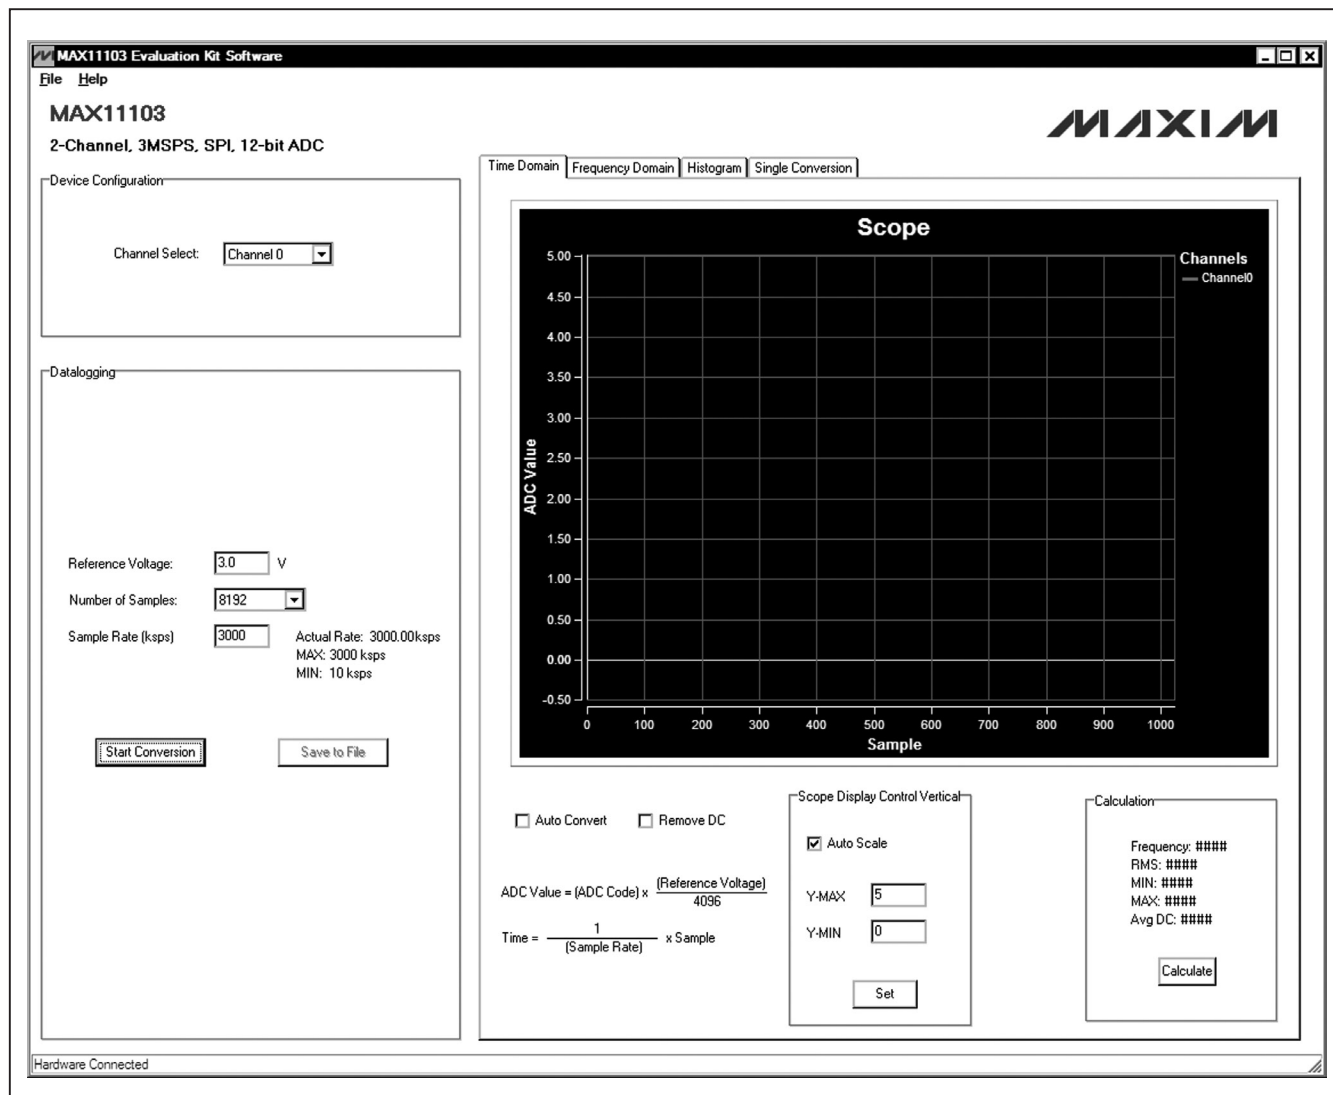 MAX11103 Evaluation Kit Software
File Help
MAX11103
2-Channel, 3MSPS, SPI, 12-bit ADC
MAXIM
Device Configuration
Channel Select: Channel 0
Datalogging
Reference Voltage: 3.0 V
Number of Samples: 8192
Sample Rate (ksps) 3000 Actual Rate: 3000.00ksps
MAX: 3000 ksps
MIN: 10 ksps
Start Conversion Save to File
Time Domain Frequency Domain Histogram Single Conversion
Scope
Channels
Channel0
ADC Value
5.00
4.50
4.00
3.50
3.00
2.50
2.00
1.50
1.00
0.50
0.00
-0.50
0 100 200 300 400 500 600 700 800 900 1000
Sample
Auto Convert Remove DC
ADC Value = (ADC Code) x (Reference Voltage)
4096
Time = 1 x Sample
(Sample Rate)
Scope Display Control Vertical
Auto Scale
Y-MAX 5
Y-MIN 0
Set
Calculation
Frequency: ####
RMS: ####
MIN: ####
MAX: ####
Avg DC: ####
Calculate
Hardware Connected